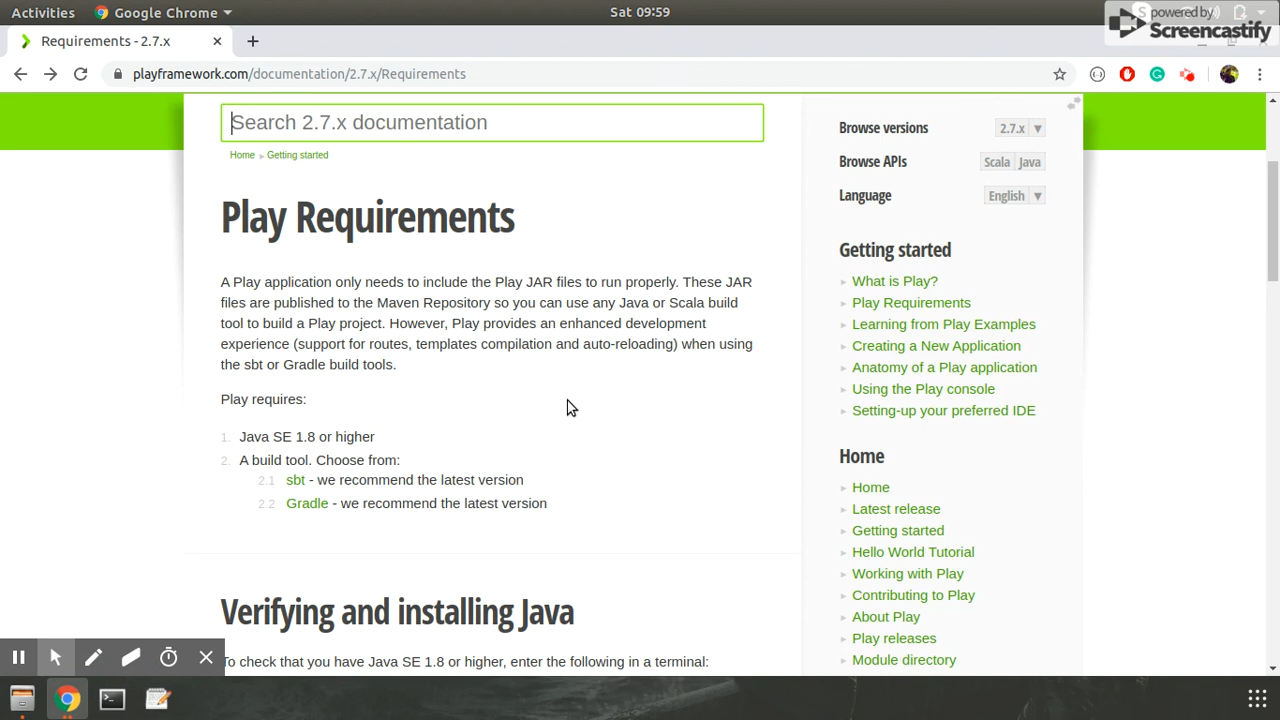 Activities
Google Chrome
Sat 09:59
powered by
Screencastify
Requirements - 2.7.x
playframework.com/documentation/2.7.x/Requirements
Search 2.7.x documentation
Home
Getting started
Play Requirements
A Play application only needs to include the Play JAR files to run properly. These JAR
files are published to the Maven Repository so you can use any Java or Scala build
tool to build a Play project. However, Play provides an enhanced development
experience (support for routes, templates compilation and auto-reloading) when using
the sbt or Gradle build tools.
Play requires:
1. Java SE 1.8 or higher
2. A build tool. Choose from:
2.1 sbt - we recommend the latest version
2.2 Gradle - we recommend the latest version
Verifying and installing Java
To check that you have Java SE 1.8 or higher, enter the following in a terminal:
Browse versions 2.7.x
Browse APIs Scala Java
Language English
Getting started
What is Play?
Play Requirements
Learning from Play Examples
Creating a New Application
Anatomy of a Play application
Using the Play console
Setting-up your preferred IDE
Home
Home
Latest release
Getting started
Hello World Tutorial
Working with Play
Contributing to Play
About Play
Play releases
Module directory